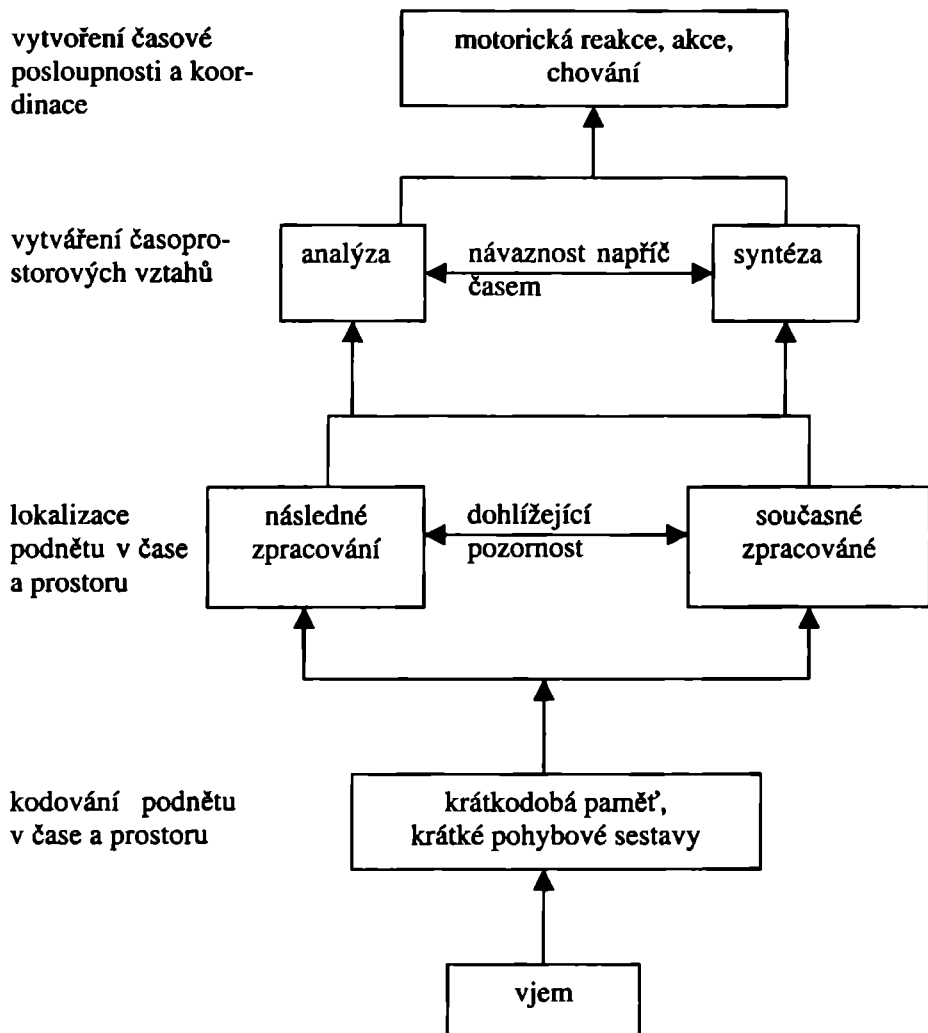 vytvoření časové
posloupnosti a koor-
dinace
motorická reakce, akce,
chování
vytváření časopro-
storových vztahů
analýza
návaznost napříč
časem
syntéza
lokalizace
podnětu v čase
a prostoru
následné
zpracování
dohlížející
pozornost
současné
zpracováné
kodování podnětu
v čase a prostoru
krátkodobá paměť,
krátké pohybové sestavy
vjem